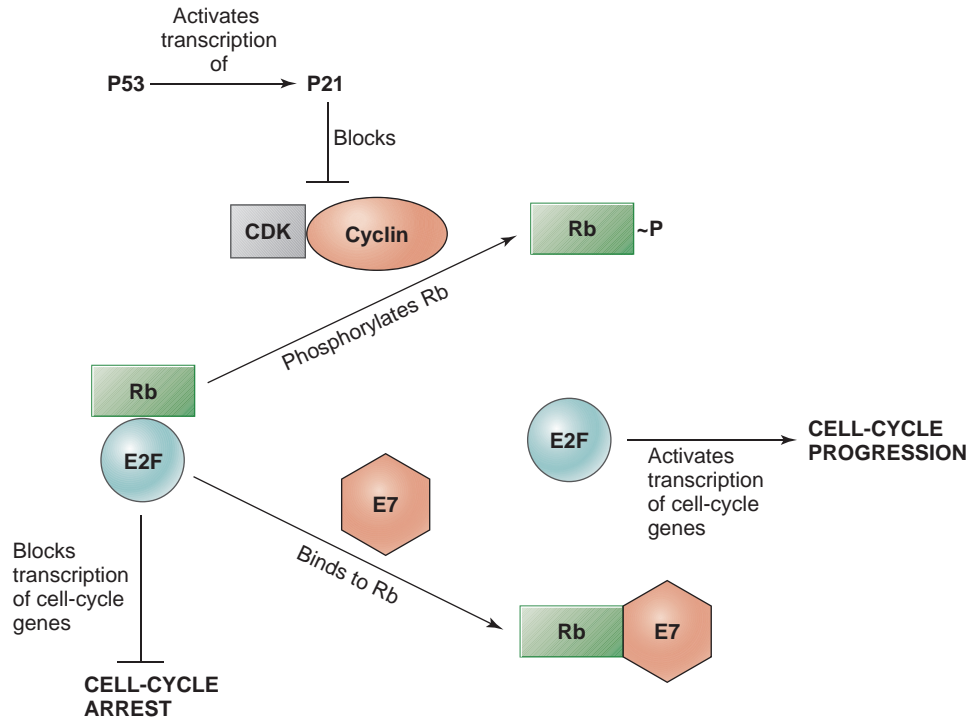 Activates
transcription
of
P53
P21
Blocks
CDK
Cyclin
Rb
~P
Phosphorylates Rb
Rb
E2F
E2F
CELL-CYCLE
PROGRESSION
Activates
transcription
of cell-cycle
genes
E7
Binds to Rb
Blocks
transcription
of cell-cycle
genes
Rb
E7
CELL-CYCLE
ARREST